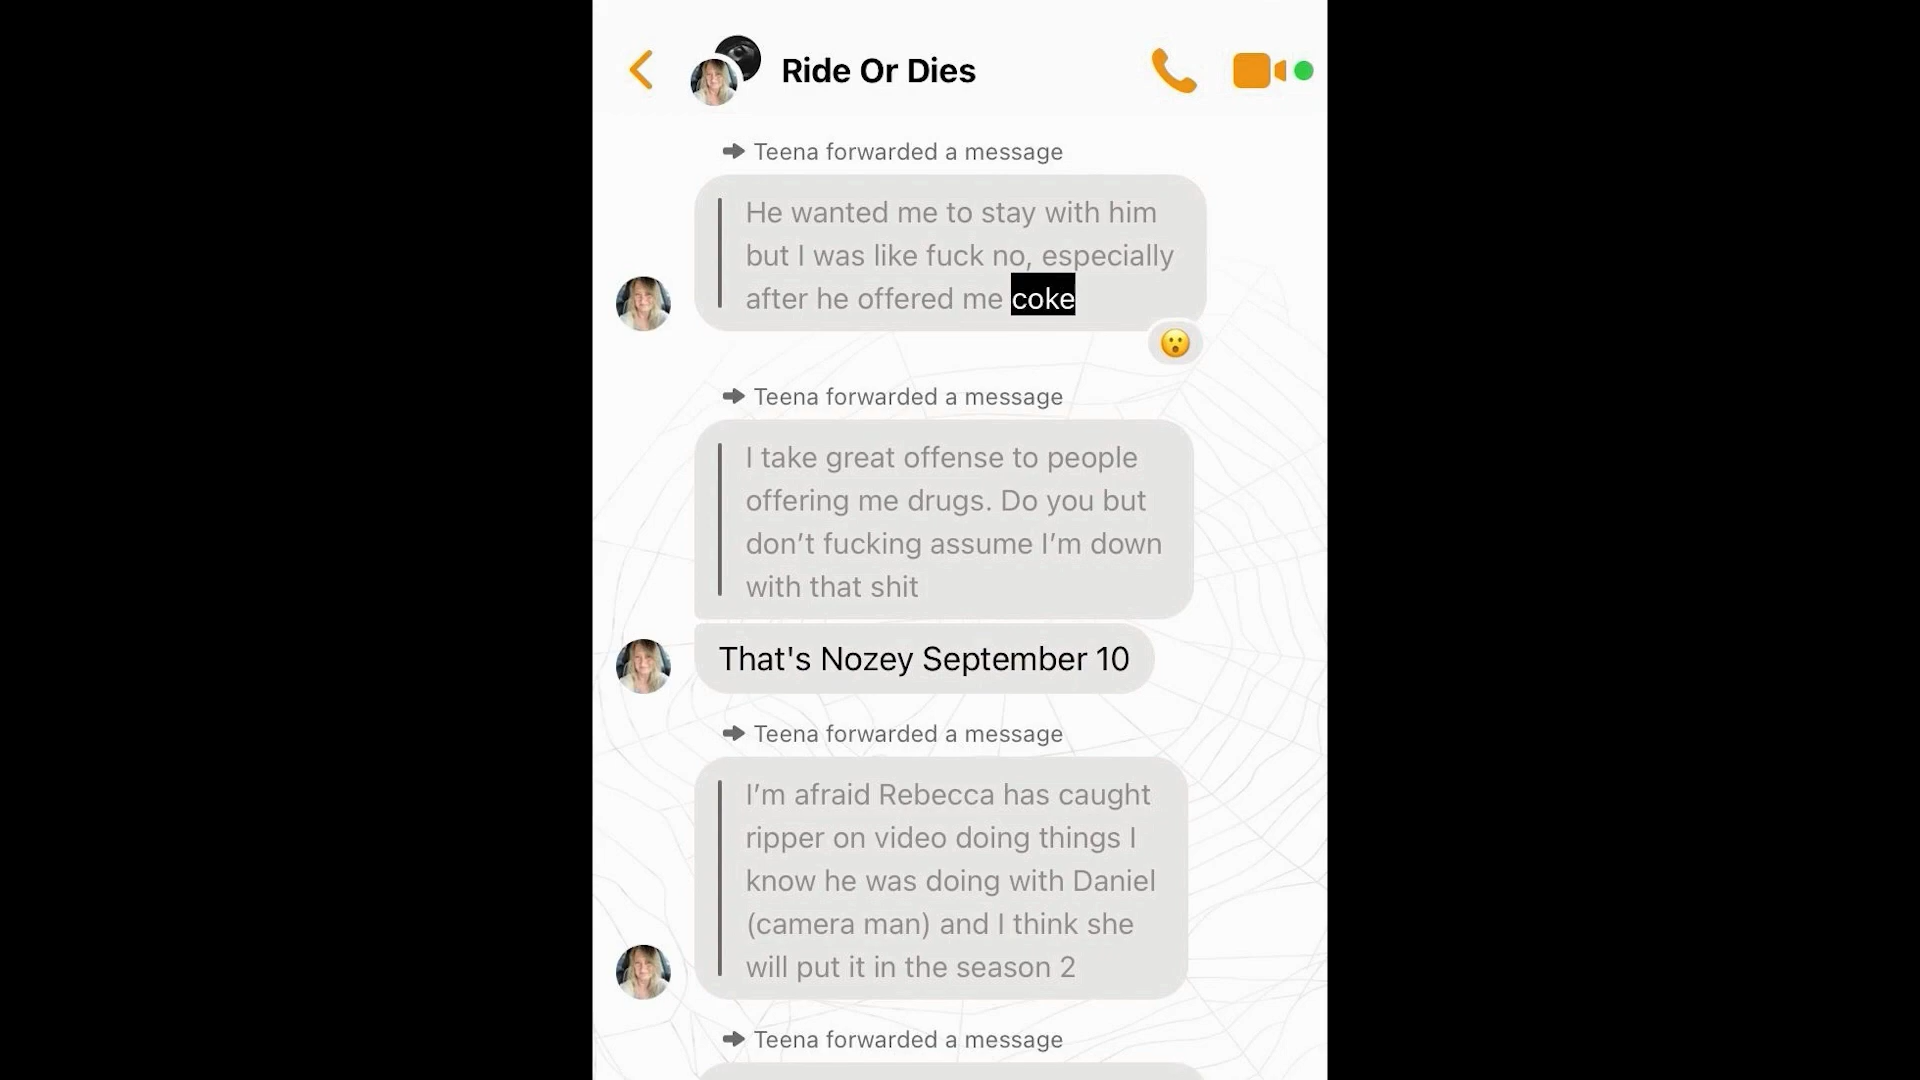 Ride Or Dies
Teena forwarded a message
He wanted me to stay with him
but I was like fuck no, especially
after he offered me coke
Teena forwarded a message
I take great offense to people
offering me drugs. Do you but
don’t fucking assume I’m down
with that shit
That's Nozey September 10
Teena forwarded a message
I’m afraid Rebecca has caught
ripper on video doing things I
know he was doing with Daniel
(camera man) and I think she
will put it in the season 2
Teena forwarded a message